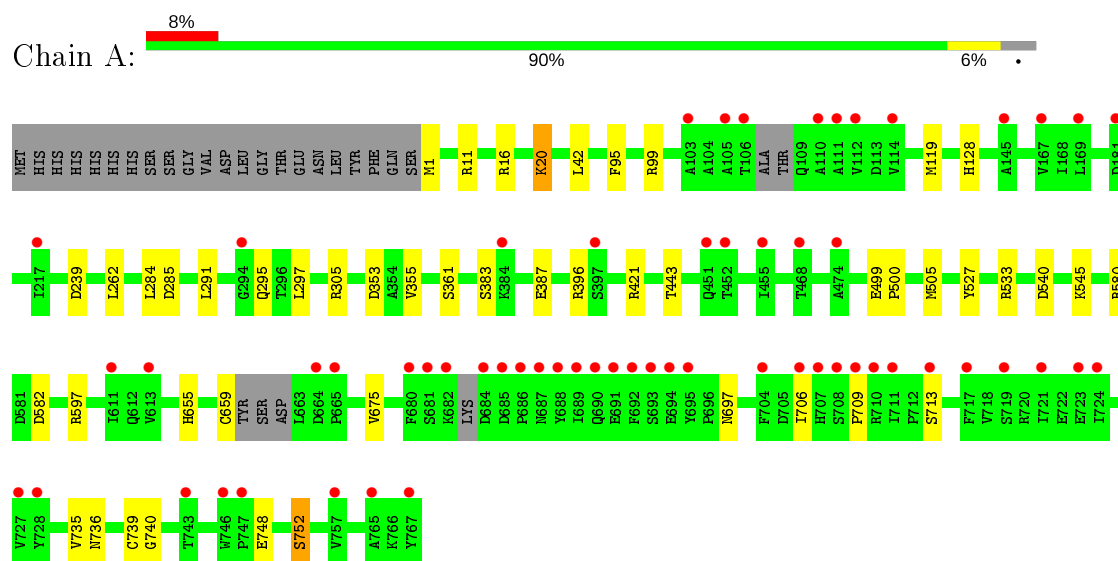 8%
Chain A:
90% 6% •
MET HIS HIS HIS HIS HIS HIS SER SER GLY VAL ASP LEU GLY THR GLU ASN LEU TYR PHE GLN SER M1 R11 R16 K20 L42 F95 R99 A103 A104 A105 T106 ALA THR Q109 A110 A111 V112 D113 V114 M119 H128 A145 V167 I168 L169 D181
I217 D239 L262 L284 D285 L291 G294 Q295 T296 L297 R305 D353 A354 V355 S361 S383 K384 E387 R396 S397 R421 T443 Q451 T452 I455 T468 A474 E499 P500 M505 Y527 R533 D540 K545 R580
D581 D582 R597 I611 Q612 V613 H655 C659 TYR SER ASP L663 D664 P665 V675 F680 S681 K682 LYS D684 D685 P686 N687 Y688 I689 Q690 E691 F692 S693 E694 Y695 P696 N697 F704 D705 I706 H707 S708 P709 R710 I711 P712 S713 F717 V718 S719 R720 I721 E722 E723 I724
V727 Y728 V735 N736 C739 G740 T743 W746 P747 E748 S752 V757 A765 K766 Y767